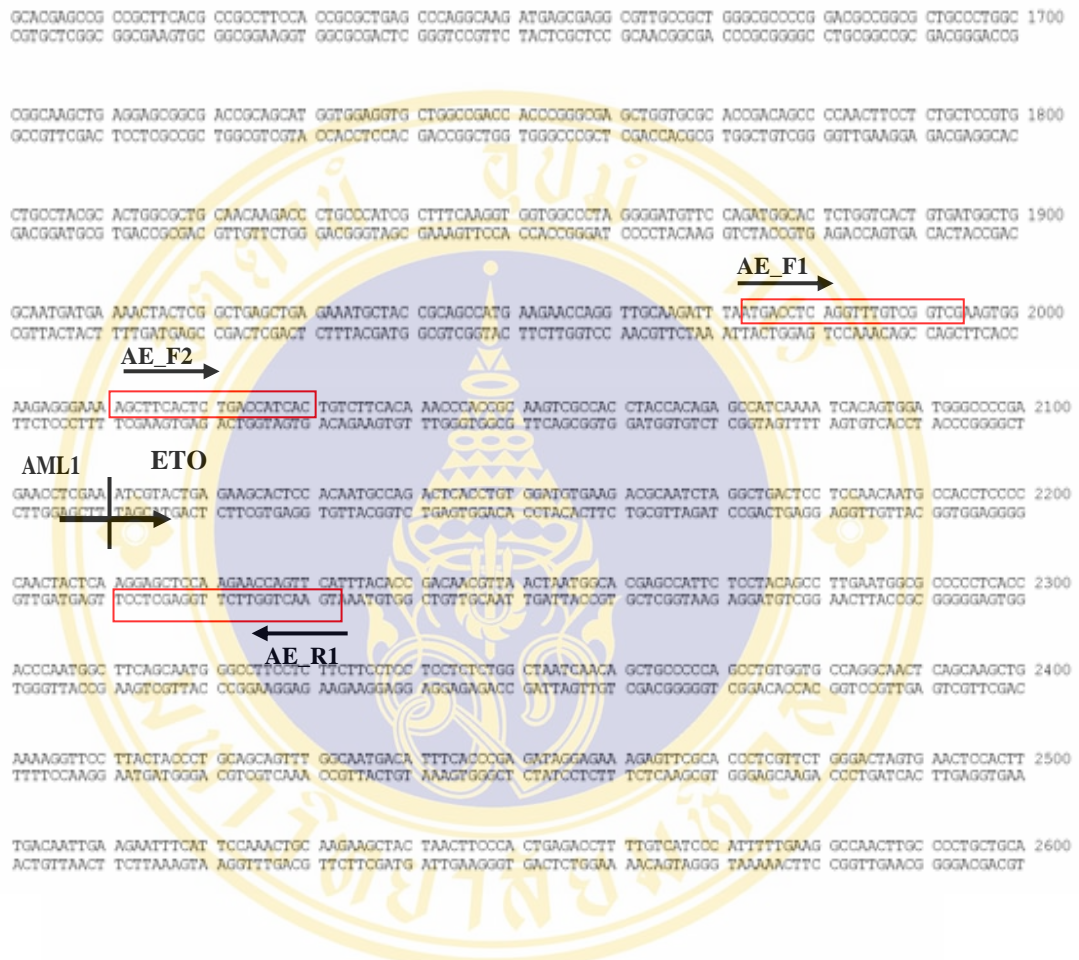 GCACGAGCCG CCGCTTCACG CCGCCTTCCA CCGCGCTGAG CCCAGGCAAG ATGAGCGAGG CGTTGCCGCT GGGCGCCCCG GACGCCGGCG CTGCCCTGGC 1700
CGTGCTCGGC GGCGAAGTGC GGCGGAAGGT GGCGCGACTC GGGTCCGTTC TACTCGCTCC GCAACGGCGA CCCGCGGGGC CTGCGGCCGC GACGGGACCG
CGGCAAGCTG AGGAGCGGCG ACCGCAGCAT GGTGGAGGTG CTGGCCGACC ACCCGGGCGA GCTGGTGCGC ACCGACAGCC CCAACTTCCT CTGCTCCGTG 1800
GCCGTTCGAC TCCTCGCCGC TGGCGTCGTA CCACCTCCAC GACCGGCTGG TGGGCCCGCT CGACCACGCG TGGCTGTCGG GGTTGAAGGA GACGAGGCAC
CTGCCTACGC ACTGGCGCTG CAACAAGACC CTGCCCATCG CTTTCAAGGT GGTGGCCCTA GGGGATGTTC CAGATGGCAC TCTGGTCACT GTGATGGCTG 1900
GACGGATGCG TGACCGCGAC GTTGTTCTGG GACGGGTAGC GAAAGTTCCA CCACCGGGAT CCCCTACAAG GTCTACCGTG AGACCAGTGA CACTACCGAC
AE_F1
GCAATGATGA AAACTACTCG GCTGAGCTGA GAAATGCTAC CGCAGCCATG AAGAACCAGG TTGCAAGATT TAATGACCTC AGGTTTGTCG GTCGAAGTGG 2000
CGTTACTACT TTTGATGAGC CGACTCGACT CTTTACGATG GCGTCGGTAC TTCTTGGTCC AACGTTCTAA ATTACTGGAG TCCAAACAGC CAGCTTCACC
AE_F2
AAGAGGGAAA AGCTTCACTC TGACCATCAC TGTCTTCACA AACCCACCGC AAGTCGCCAC CTACCACAGA GCCATCAAAA TCACAGTGGA TGGGCCCCGA 2100
TTCTCCCTTT TCGAAGTGAG ACTGGTAGTG ACAGAAGTGT TTGGGTGGCG TTCAGCGGTG GATGGTGTCT CGGTAGTTTT AGTGTCACCT ACCCGGGGCT
AML1 ETO
GAACCTCGAA ATCGTACTGA GAAGCACTCC ACAATGCCAG ACTCACCTGT GGATGTGAAG ACGCAATCTA GGCTGACTCC TCCAACAATG CCACCTCCCC 2200
CTTGGAGCTT TAGCATGACT CTTCGTGAGG TGTTACGGTC TGAGTGGACA CCTACACTTC TGCGTTAGAT CCGACTGAGG AGGTTGTTAC GGTGGAGGGG
CAACTACTCA AGGAGCTCCA AGAACCAGTT CATTTACACC GACAACGTTA ACTAATGGCA CGAGCCATTC TCCTACAGCC TTGAATGGCG CCCCCTCACC 2300
GTTGATGAGT TCCTCGAGGT TCTTGGTCAA GTAAATGTGG CTGTTGCAAT TGATTACCGT GCTCGGTAAG AGGATGTCGG AACTTACCGC GGGGGAGTGG
AE_R1
ACCCAATGGC TTCAGCAATG GGCCTTCCTC TTCTTCCTCC TCCTCTCTGG CTAATCAACA GCTGCCCCCA GCCTGTGGTG CCAGGCAACT CAGCAAGCTG 2400
TGGGTTACCG AAGTCGTTAC CCGGAAGGAG AAGAAGGAGG AGGAGAGACC GATTAGTTGT CGACGGGGGT CGGACACCAC GGTCCGTTGA GTCGTTCGAC
AAAAGGTTCC TTACTACCCT GCAGCAGTTT GGCAATGACA TTTCACCCGA GATAGGAGAA AGAGTTCGCA CCCTCGTTCT GGGACTAGTG AACTCCACTT 2500
TTTTCCAAGG AATGATGGGA CGTCGTCAAA CCGTTACTGT AAAGTGGGCT CTATCCTCTT TCTCAAGCGT GGGAGCAAGA CCCTGATCAC TTGAGGTGAA
TGACAATTGA AGAATTTCAT TCCAAACTGC AAGAAGCTAC TAACTTCCCA CTGAGACCTT TTGTCATCCC ATTTTTGAAG GCCAACTTGC CCCTGCTGCA 2600
ACTGTTAACT TCTTAAAGTA AGGTTTGACG TTCTTCGATG ATTGAAGGGT GACTCTGGAA AACAGTAGGG TAAAAACTTC CGGTTGAACG GGGACGACGT